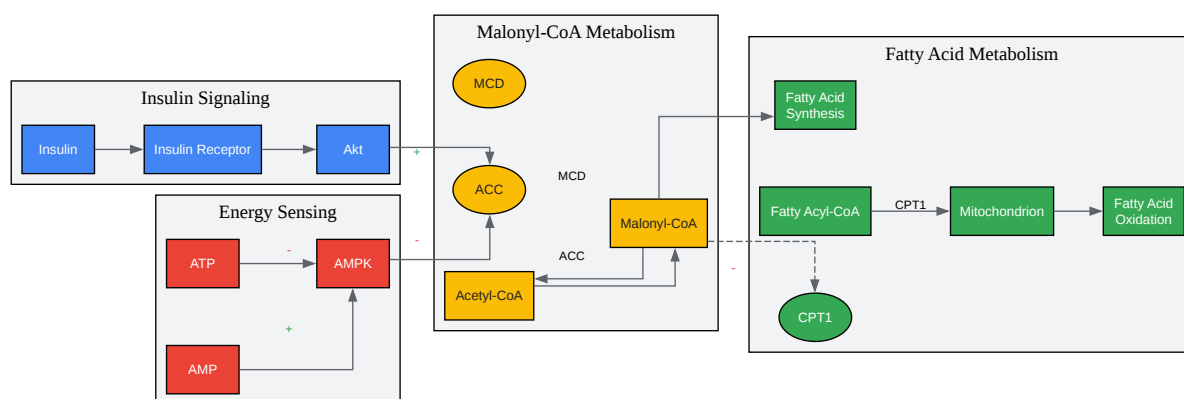 Insulin Signaling
Insulin
Insulin Receptor
Akt
+
Energy Sensing
ATP
-
AMPK
-
+
AMP
Malonyl-CoA Metabolism
MCD
ACC
MCD
Malonyl-CoA
ACC
Acetyl-CoA
-
Fatty Acid Metabolism
Fatty Acid
Synthesis
Fatty Acyl-CoA
CPT1
Mitochondrion
Fatty Acid
Oxidation
CPT1